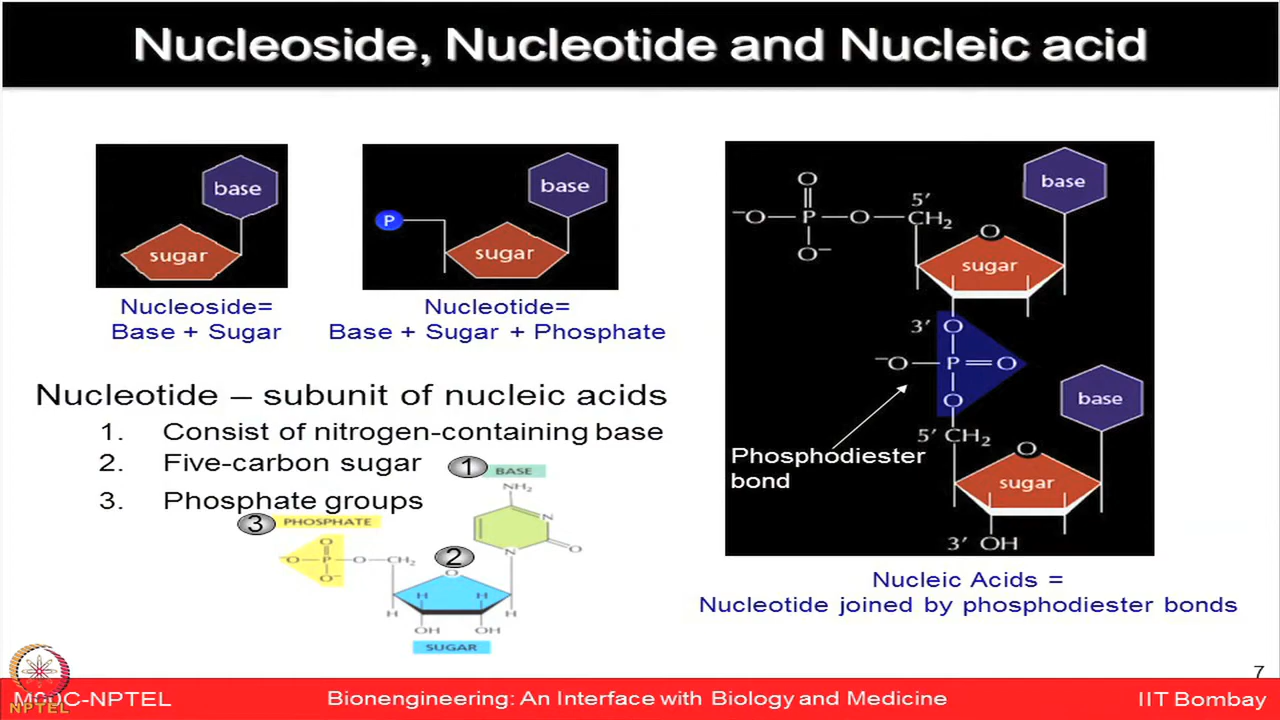 Nucleoside, Nucleotide and Nucleic acid
base
sugar
Nucleoside=
Base + Sugar
base
P
sugar
Nucleotide=
Base + Sugar + Phosphate
Nucleotide – subunit of nucleic acids
1. Consist of nitrogen-containing base
2. Five-carbon sugar
3. Phosphate groups
1 BASE
NH₂
N
N
O
3 PHOSPHATE
O
⁻O P O CH₂
O⁻
2
O
H H
H H
OH OH
SUGAR
base
O
⁻O P O 5' CH₂
O⁻
O
sugar
3' O
⁻O P O
O
5' CH₂
base
O
sugar
3' OH
Phosphodiester
bond
Nucleic Acids =
Nucleotide joined by phosphodiester bonds
7
MOOC-NPTEL Bionengineering: An Interface with Biology and Medicine IIT Bombay
NPTEL